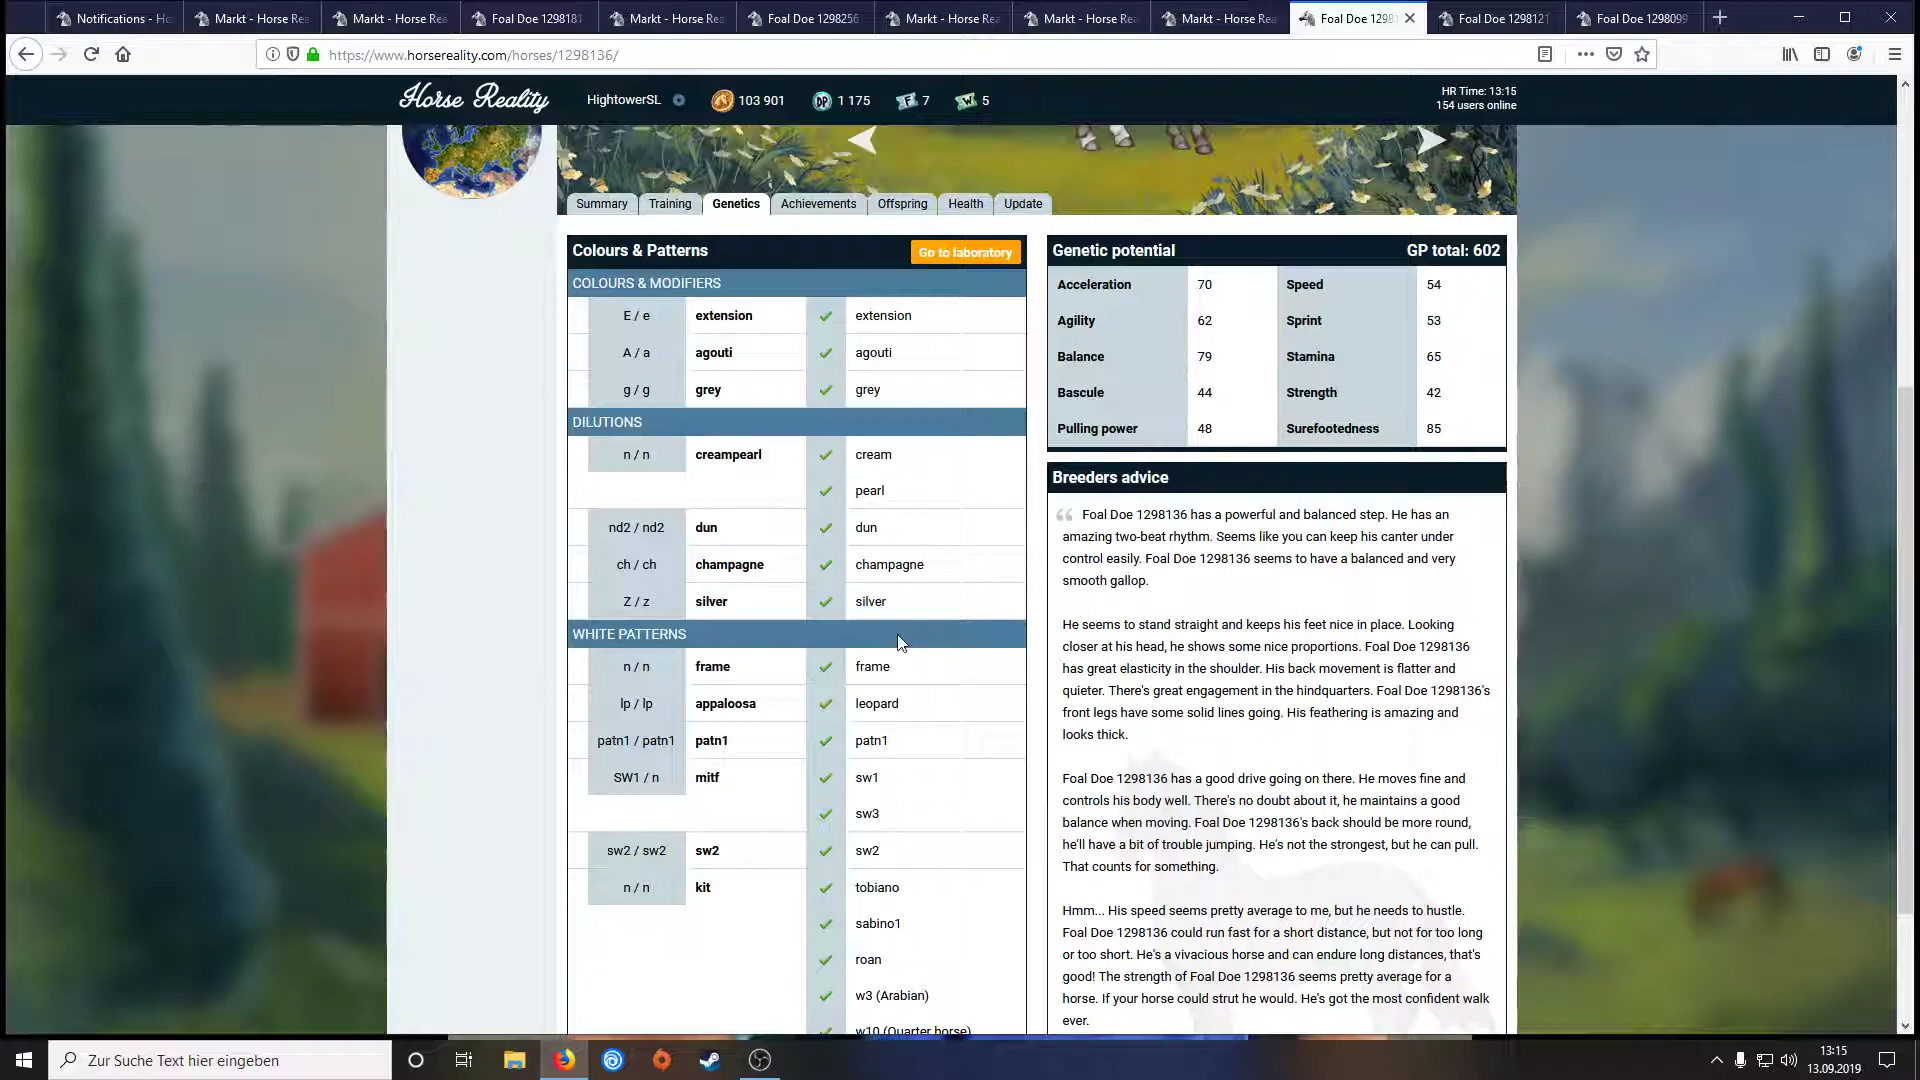 Notifications - Ho
Markt - Horse Rea
Markt - Horse Rea
Foal Doe 1298181
Markt - Horse Rea
Foal Doe 1298256
Markt - Horse Rea
Markt - Horse Rea
Markt - Horse Rea
Foal Doe 1298
Foal Doe 1298121
Foal Doe 1298099
https://www.horsereality.com/horses/1298136/
Horse Reality
HightowerSL
103 901
DP 1 175
F 7
W 5
HR Time: 13:15
154 users online
Summary
Training
Genetics
Achievements
Offspring
Health
Update
Colours & Patterns
Go to laboratory
COLOURS & MODIFIERS
E / e extension extension
A / a agouti agouti
g / g grey grey
DILUTIONS
n / n creampearl cream
pearl
nd2 / nd2 dun dun
ch / ch champagne champagne
Z / z silver silver
WHITE PATTERNS
n / n frame frame
lp / lp appaloosa leopard
patn1 / patn1 patn1 patn1
SW1 / n mitf sw1
sw3
sw2 / sw2 sw2 sw2
n / n kit tobiano
sabino1
roan
w3 (Arabian)
w10 (Quarter horse)
Genetic potential GP total: 602
Acceleration 70 Speed 54
Agility 62 Sprint 53
Balance 79 Stamina 65
Bascule 44 Strength 42
Pulling power 48 Surefootedness 85
Breeders advice
Foal Doe 1298136 has a powerful and balanced step. He has an
amazing two-beat rhythm. Seems like you can keep his canter under
control easily. Foal Doe 1298136 seems to have a balanced and very
smooth gallop.
He seems to stand straight and keeps his feet nice in place. Looking
closer at his head, he shows some nice proportions. Foal Doe 1298136
has great elasticity in the shoulder. His back movement is flatter and
quieter. There's great engagement in the hindquarters. Foal Doe 1298136's
front legs have some solid lines going. His feathering is amazing and
looks thick.
Foal Doe 1298136 has a good drive going on there. He moves fine and
controls his body well. There's no doubt about it, he maintains a good
balance when moving. Foal Doe 1298136's back should be more round,
he'll have a bit of trouble jumping. He's not the strongest, but he can pull.
That counts for something.
Hmm... His speed seems pretty average to me, but he needs to hustle.
Foal Doe 1298136 could run fast for a short distance, but not for too long
or too short. He's a vivacious horse and can endure long distances, that's
good! The strength of Foal Doe 1298136 seems pretty average for a
horse. If your horse could strut he would. He's got the most confident walk
ever.
Zur Suche Text hier eingeben
13:15
13.09.2019